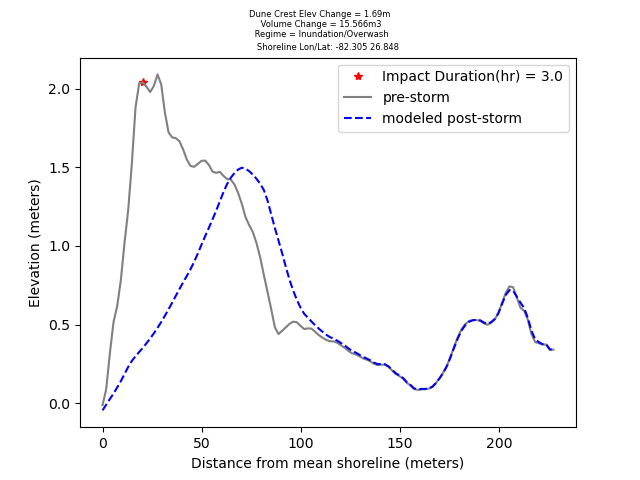 Dune Crest Elev Change = 1.69m
Volume Change = 15.566m3
Regime = Inundation/Overwash
Shoreline Lon/Lat: -82.305 26.848
Impact Duration(hr) = 3.0
pre-storm
modeled post-storm
Elevation (meters)
2.0
1.5
1.0
0.5
0.0
0 50 100 150 200
Distance from mean shoreline (meters)